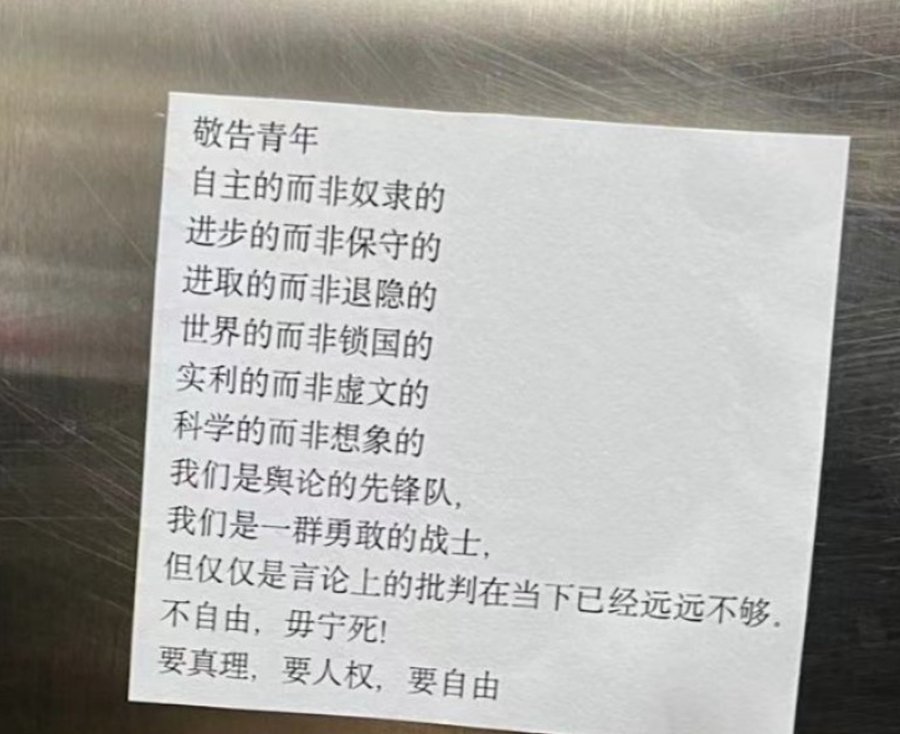 敬告青年
自主的而非奴隶的
进步的而非保守的
进取的而非退隐的
世界的而非锁国的
实利的而非虚文的
科学的而非想象的
我们是舆论的先锋队,
我们是一群勇敢的战士,
但仅仅是言论上的批判在当下已经远远不够.
不自由,毋宁死!
要真理,要人权,要自由